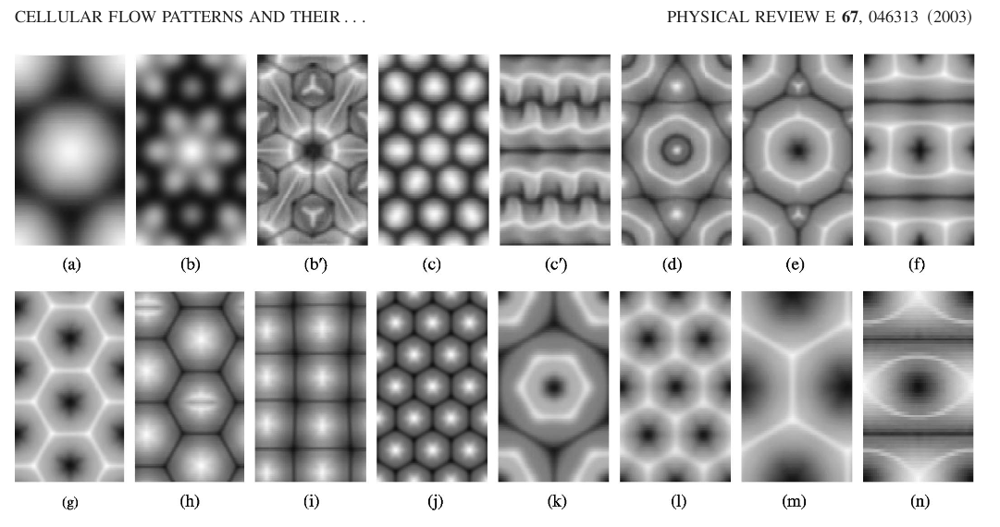 CELLULAR FLOW PATTERNS AND THEIR . . .
PHYSICAL REVIEW E 67, 046313 (2003)
(a) (b) (b′) (c) (c′) (d) (e) (f)
(g) (h) (i) (j) (k) (l) (m) (n)